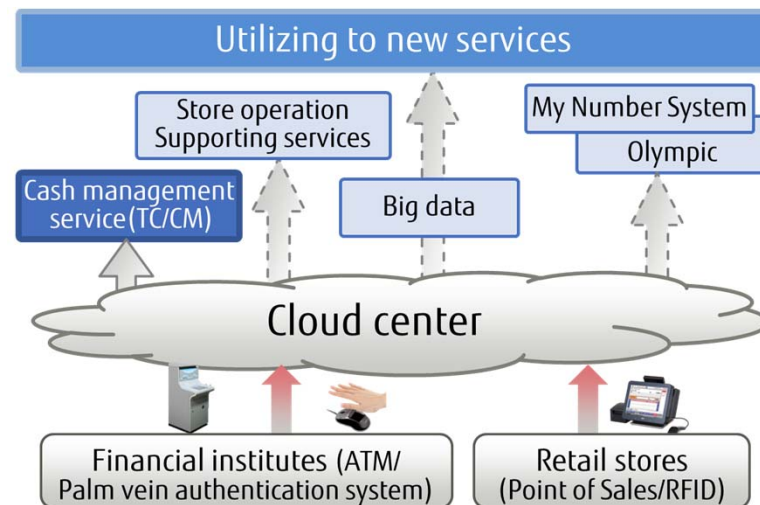 Utilizing to new services
Store operation
Supporting services
My Number System
Olympic
Cash management
service(TC/CM)
Big data
Cloud center
Financial institutes (ATM/
Palm vein authentication system)
Retail stores
(Point of Sales/RFID)